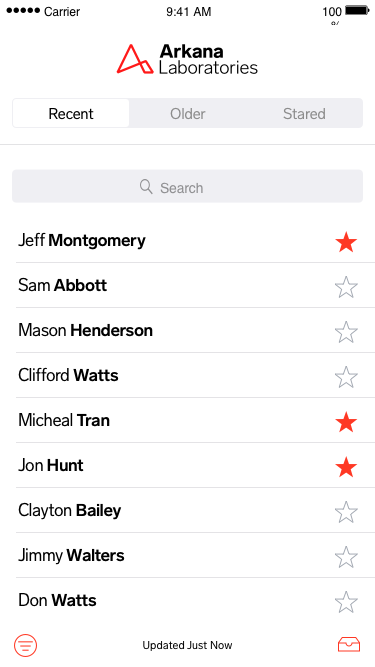 Carrier 9:41 AM 100
%
Arkana
Laboratories
Recent Older Stared
Search
Jeff Montgomery
Sam Abbott
Mason Henderson
Clifford Watts
Micheal Tran
Jon Hunt
Clayton Bailey
Jimmy Walters
Don Watts
Updated Just Now